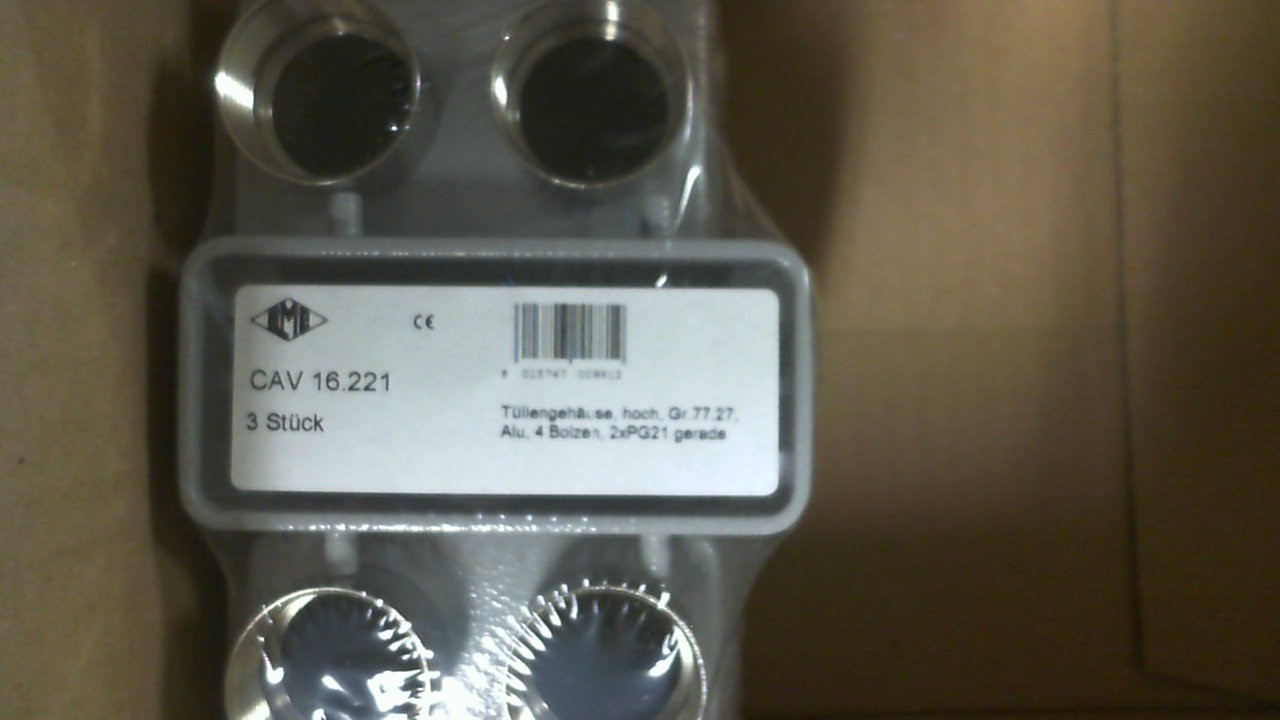 CE
CAV 16.221
3 Stück
Tüllengehäuse, hoch, Gr.77.27,
Alu, 4 Bolzen, 2xPG21 gerade